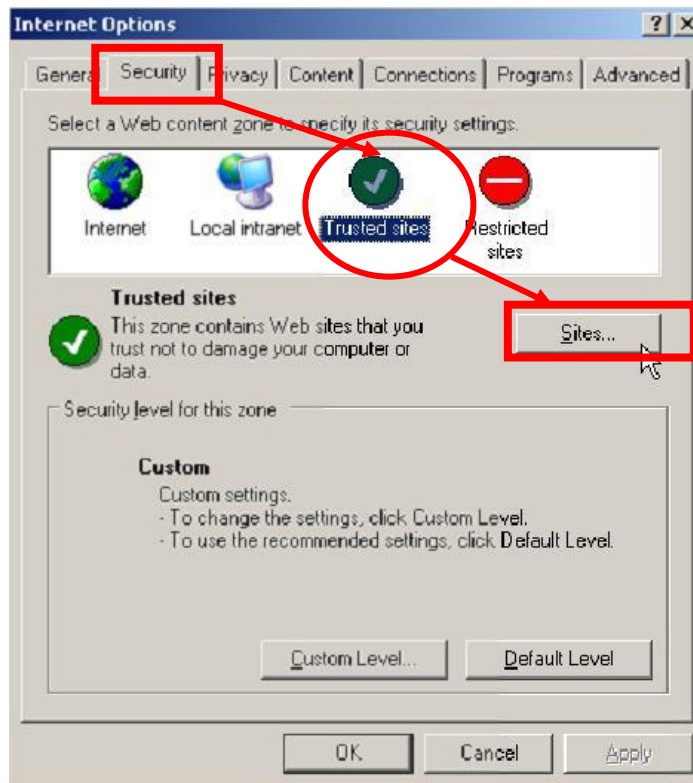 Internet Options
General Security Privacy Content Connections Programs Advanced
Select a Web content zone to specify its security settings.
Internet Local intranet Trusted sites Restricted
sites
Trusted sites
This zone contains Web sites that you
trust not to damage your computer or
data.
Sites...
Security level for this zone
Custom
Custom settings.
- To change the settings, click Custom Level.
- To use the recommended settings, click Default Level.
Custom Level... Default Level
OK Cancel Apply